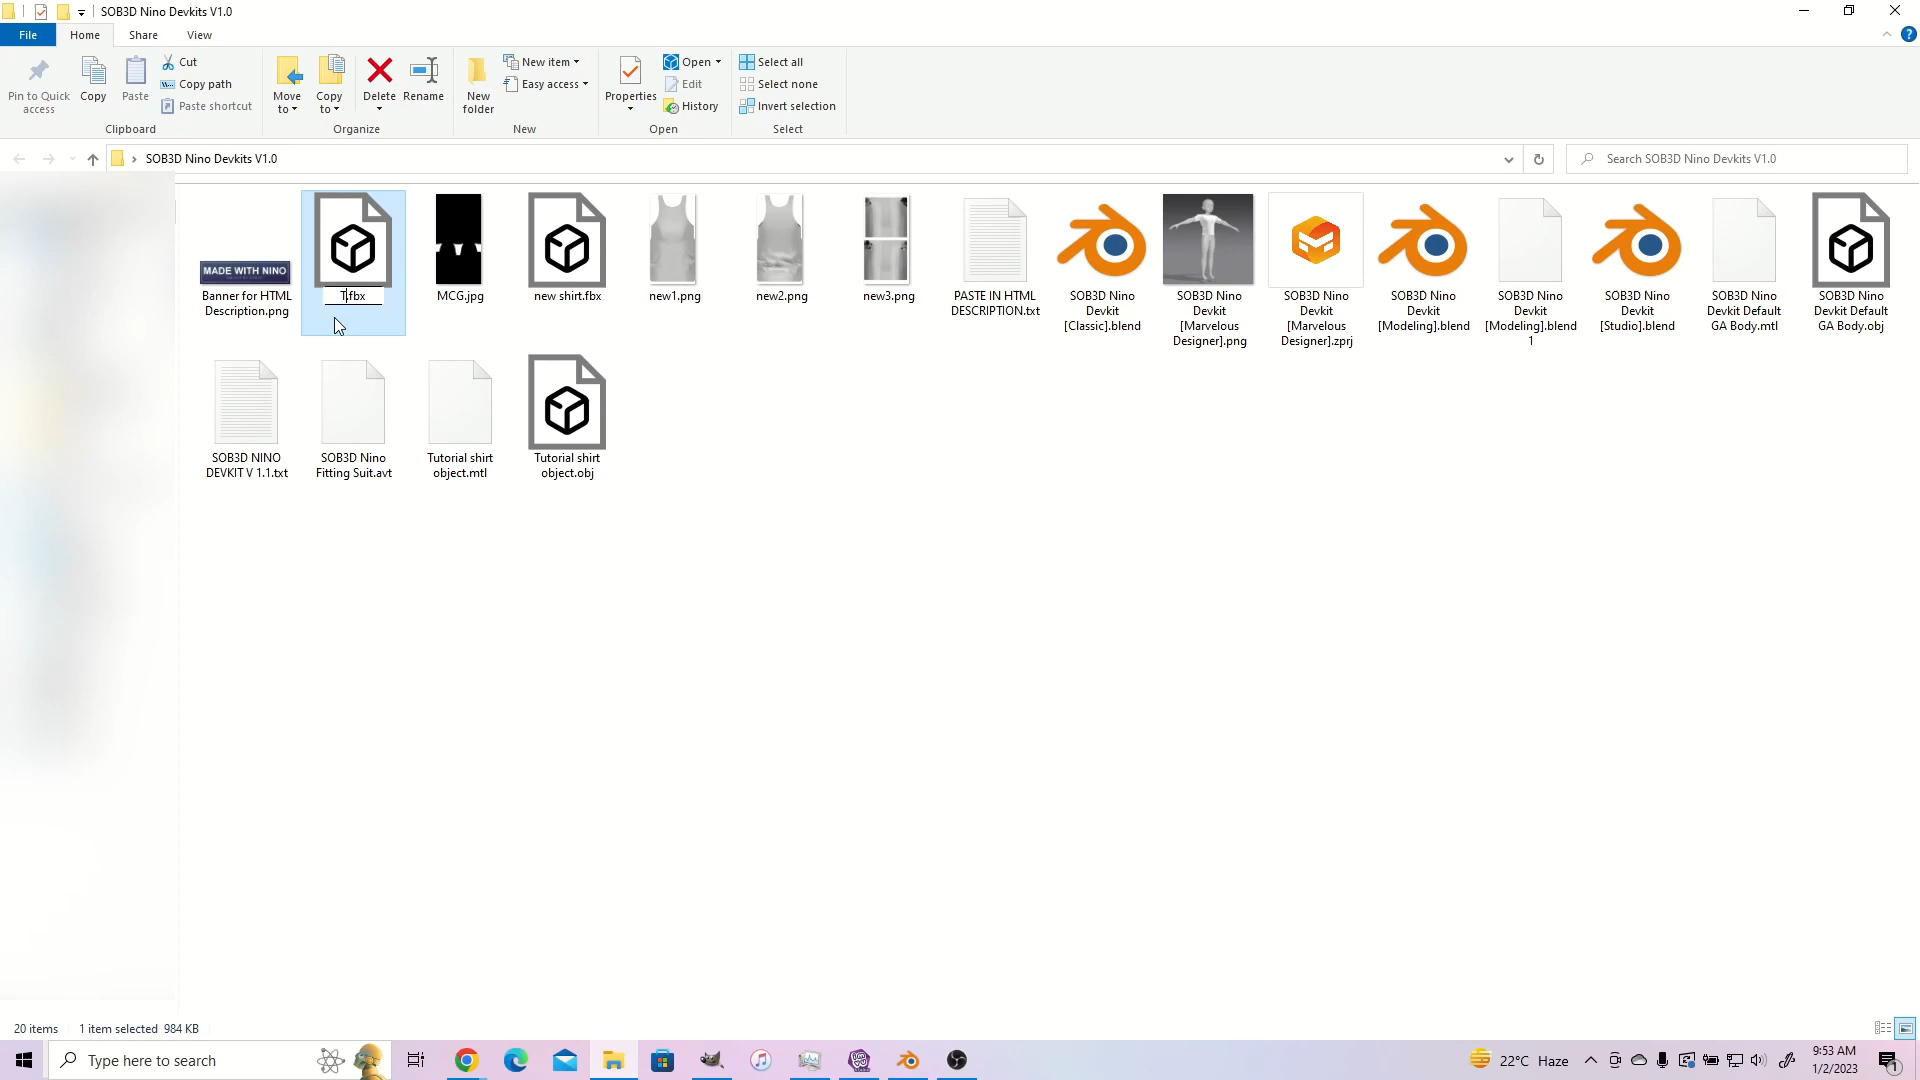 SOB3D Nino Devkits V1.0
File Home Share View
Pin to Quick access
Copy
Paste
Cut
Copy path
Paste shortcut
Clipboard
Move to
Copy to
Delete
Rename
Organize
New folder
New item
Easy access
New
Properties
Open
Edit
History
Open
Select all
Select none
Invert selection
Select
SOB3D Nino Devkits V1.0
Search SOB3D Nino Devkits V1.0
MADE WITH NINO
Banner for HTML
Description.png
T.fbx
MCG.jpg
new shirt.fbx
new1.png
new2.png
new3.png
PASTE IN HTML
DESCRIPTION.txt
SOB3D Nino
Devkit
[Classic].blend
SOB3D Nino
Devkit
[Marvelous
Designer].png
SOB3D Nino
Devkit
[Marvelous
Designer].zprj
SOB3D Nino
Devkit
[Modeling].blend
SOB3D Nino
Devkit
[Modeling].blend
1
SOB3D Nino
Devkit
[Studio].blend
SOB3D Nino
Devkit Default
GA Body.mtl
SOB3D Nino
Devkit Default
GA Body.obj
SOB3D NINO
DEVKIT V 1.1.txt
SOB3D Nino
Fitting Suit.avt
Tutorial shirt
object.mtl
Tutorial shirt
object.obj
20 items 1 item selected 984 KB
Type here to search
22°C Haze
9:53 AM
1/2/2023
1